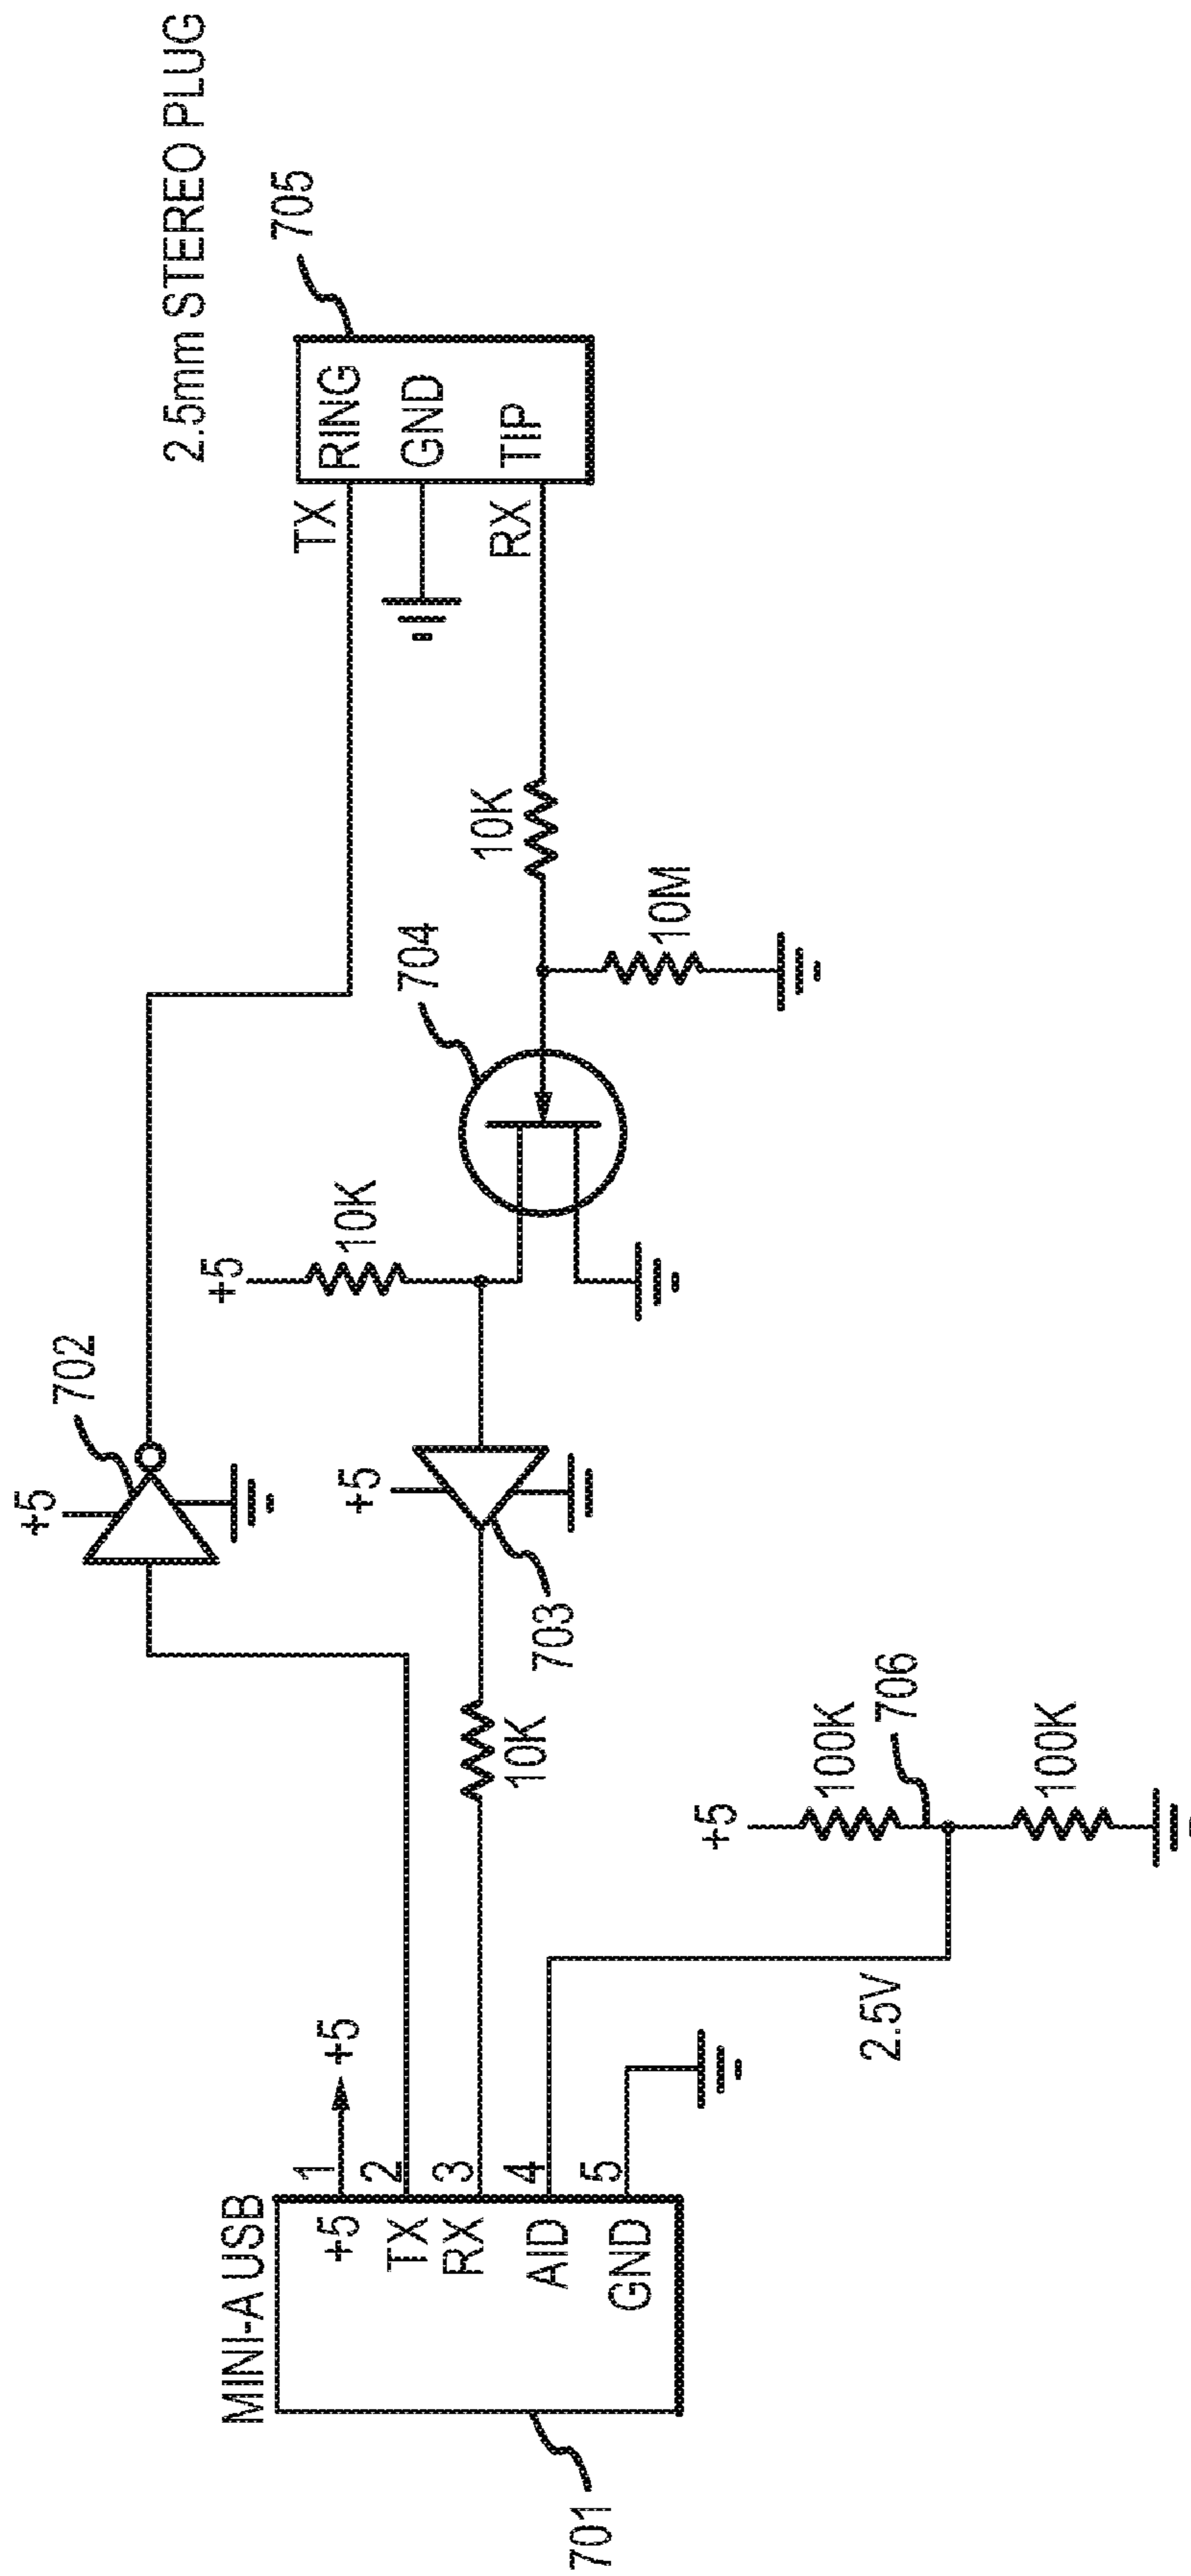 2.5mm STEREO PLUG
705
TX
RING
GND
RX
TIP
+5
702
+5
10K
704
10K
10M
+5
703
10K
MINI-A USB
+5
1
+5
TX
2
RX
3
AID
4
GND
5
701
2.5V
+5
100K
706
100K